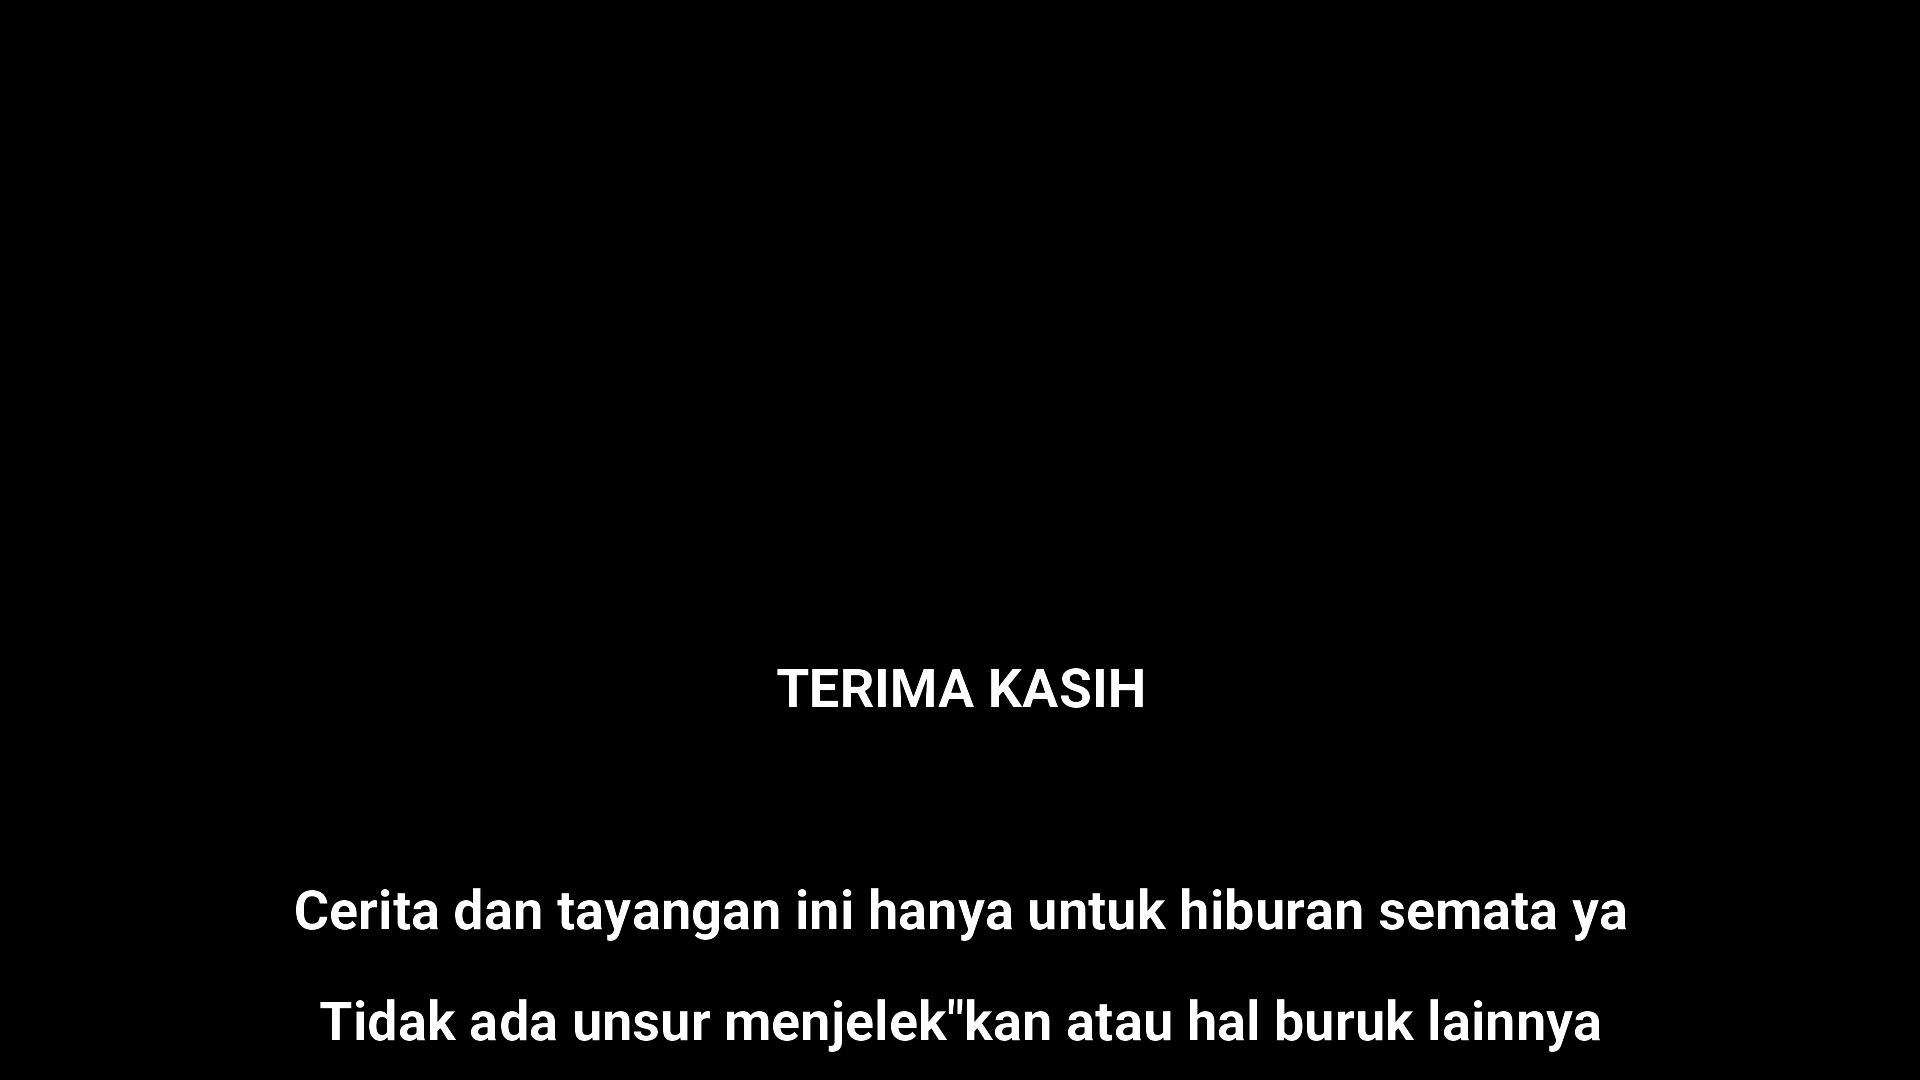 TERIMA KASIH
Cerita dan tayangan ini hanya untuk hiburan semata ya
Tidak ada unsur menjelek"kan atau hal buruk lainnya